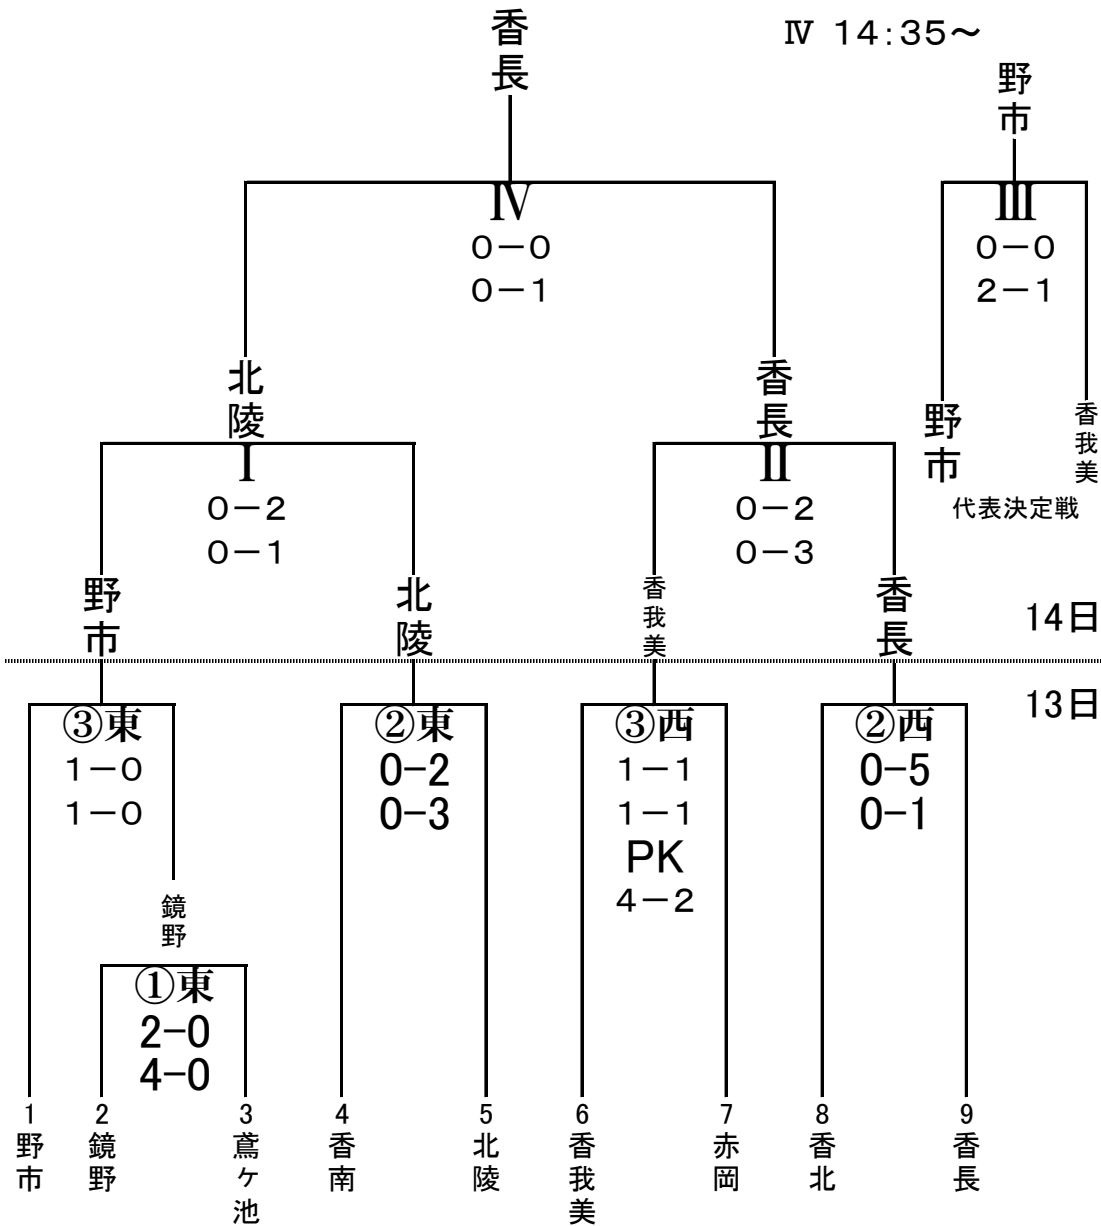 香長
Ⅳ 14:35～
野市
Ⅳ
0－0
0－1
Ⅲ
0－0
2－1
北陵
香長
野市
香我美
代表決定戦
Ⅰ
0－2
0－1
Ⅱ
0－2
0－3
野市
北陵
香我美
香長
14日
13日
③東
1－0
1－0
②東
0-2
0-3
③西
1－1
1－1
PK
4－2
②西
0-5
0-1
鏡野
①東
2-0
4-0
1
野市
2
鏡野
3
鳶ケ池
4
香南
5
北陵
6
香我美
7
赤岡
8
香北
9
香長